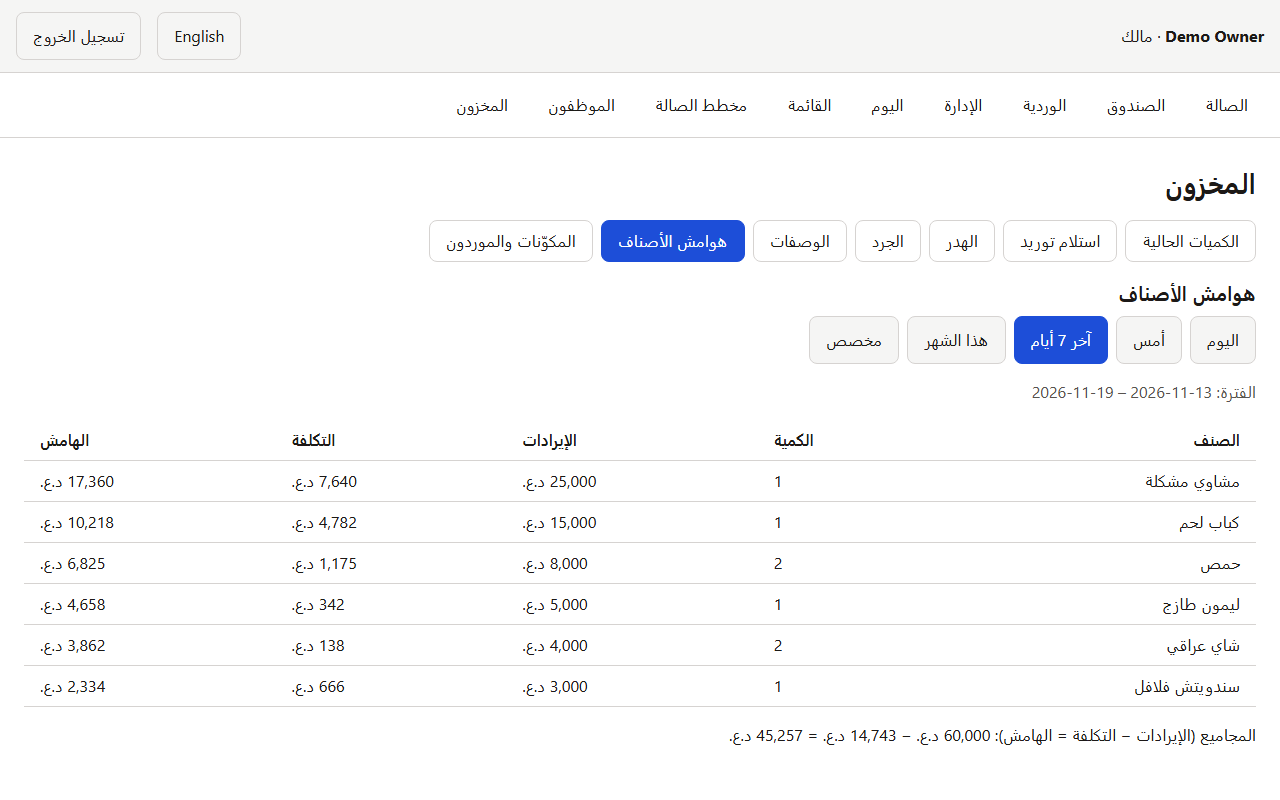 Demo Owner · مالك English تسجيل الخروج
الصالة الصندوق الوردية الإدارة اليوم القائمة مخطط الصالة الموظفون المخزون
المخزون
الكميات الحالية استلام توريد الهدر الجرد الوصفات هوامش الأصناف المكوّنات والموردون
هوامش الأصناف
اليوم أمس آخر 7 أيام هذا الشهر مخصص
الفترة: 2026-11-13 – 2026-11-19
الصنف الكمية الإيرادات التكلفة الهامش
مشاوي مشكلة 1 25,000 د.ع. 7,640 د.ع. 17,360 د.ع.
كباب لحم 1 15,000 د.ع. 4,782 د.ع. 10,218 د.ع.
حمص 2 8,000 د.ع. 1,175 د.ع. 6,825 د.ع.
ليمون طازج 1 5,000 د.ع. 342 د.ع. 4,658 د.ع.
شاي عراقي 2 4,000 د.ع. 138 د.ع. 3,862 د.ع.
سندويتش فلافل 1 3,000 د.ع. 666 د.ع. 2,334 د.ع.
المجاميع (الإيرادات − التكلفة = الهامش): 60,000 د.ع. − 14,743 د.ع. = 45,257 د.ع.